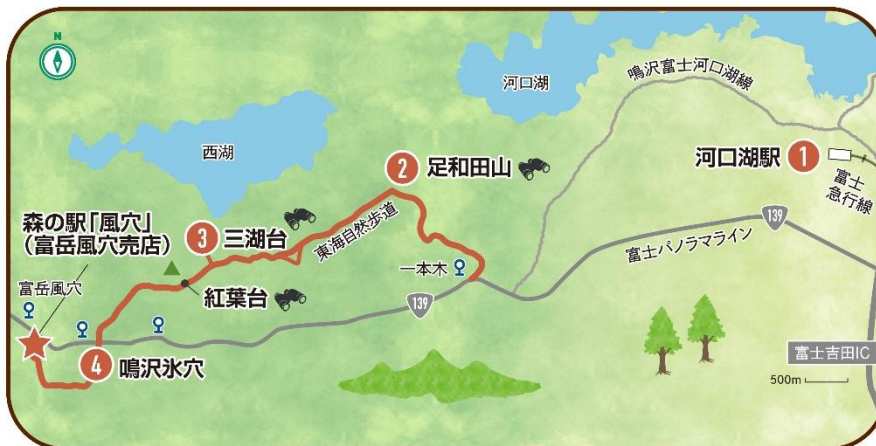 N
河口湖
鳴沢富士河口湖線
西湖
2
足和田山
河口湖駅
1
富士
急行線
森の駅「風穴」
(富岳風穴売店)
3
三湖台
東海自然歩道
139
富士パノラマライン
富岳風穴
紅葉台
一本木
139
4
鳴沢氷穴
富士吉田IC
500m